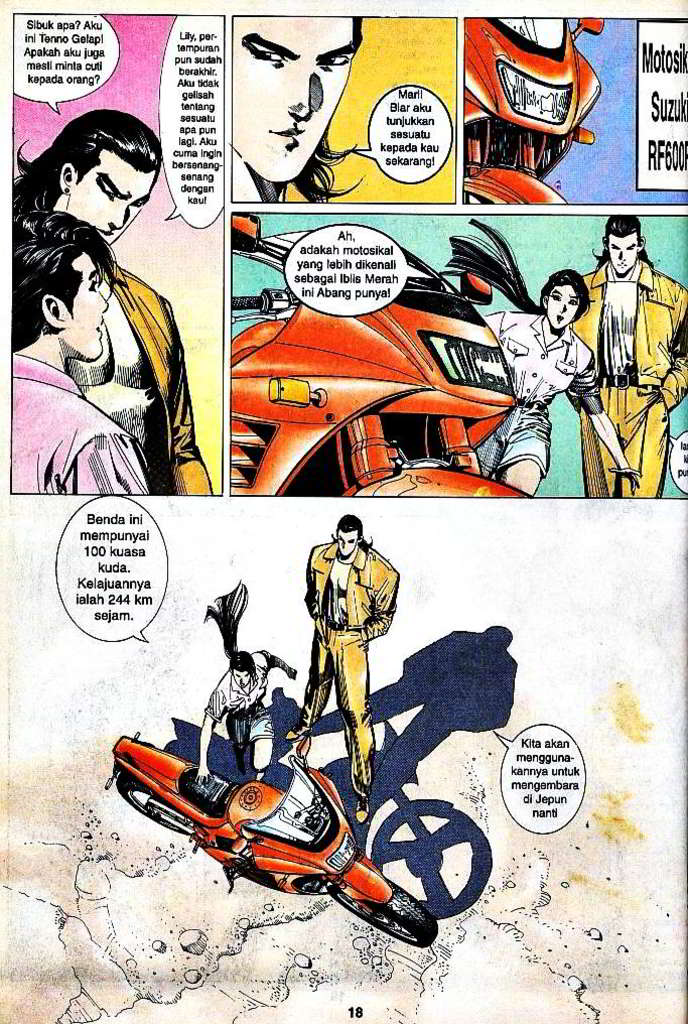 Sibuk apa? Aku
ini Tenno Gelap!
Apakah aku juga
mesti minta cuti
kepada orang?
Lily, per-
tempuran
pun sudah
berakhir.
Aku tidak
gelisah
tentang
sesuatu
apa pun
lagi. Aku
cuma ingin
bersenang-
senang
dengan
kau!
Mari!
Biar aku
tunjukkan
sesuatu
kepada kau
sekarang!
Motosik
Suzuki
RF600
Ah,
adakah motosikal
yang lebih dikenali
sebagai Iblis Merah
ini Abang punya!
Benda ini
mempunyai
100 kuasa
kuda.
Kelajuannya
ialah 244 km
sejam.
Kita akan
mengguna-
kannya untuk
mengembara
di Jepun
nanti
18